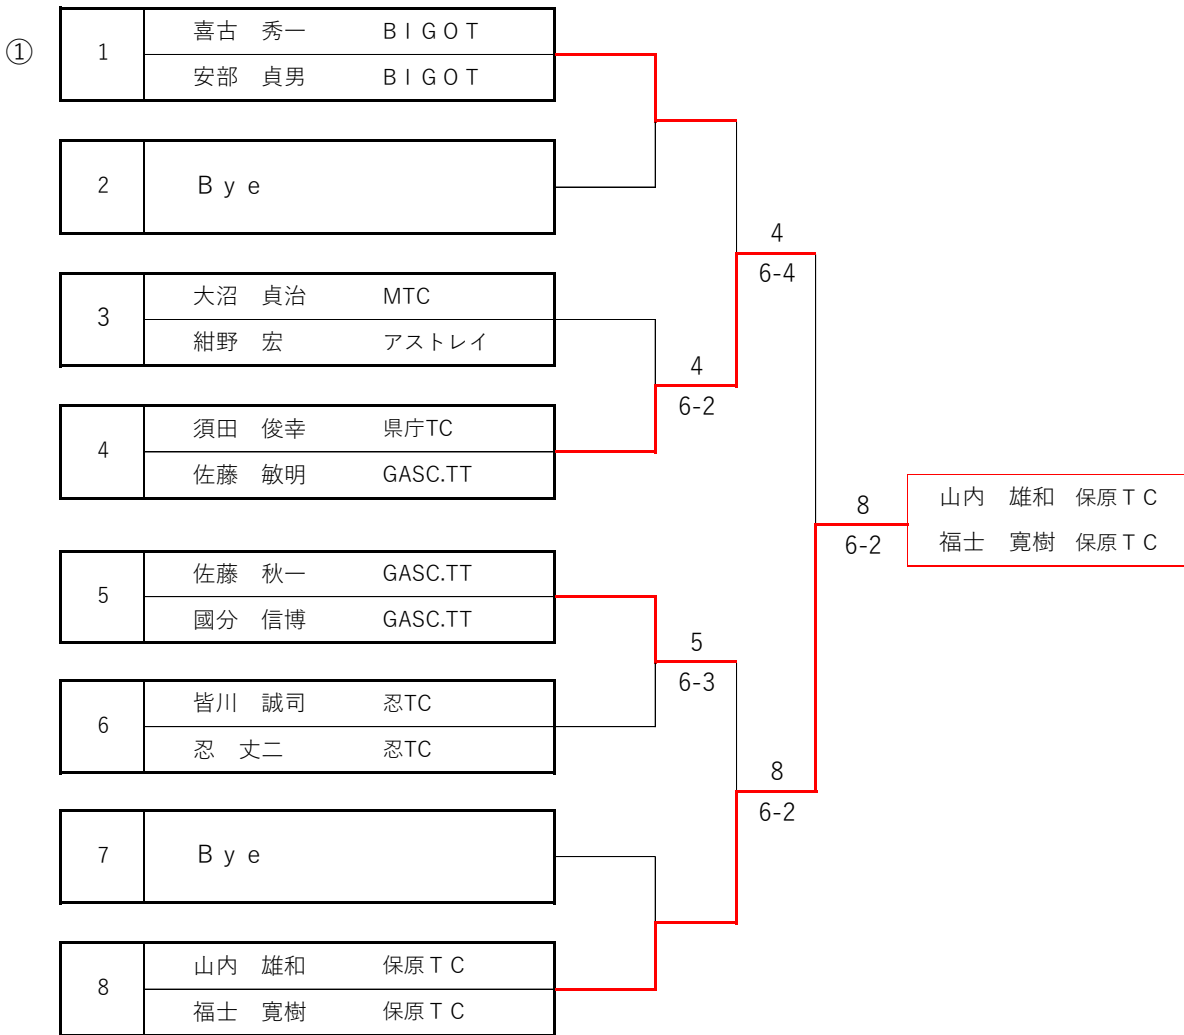 ①
1
喜古　秀一　ＢＩＧＯＴ
安部　貞男　ＢＩＧＯＴ
2
Ｂｙｅ
3
大沼　貞治　MTC
紺野　宏　アストレイ
4
須田　俊幸　県庁TC
佐藤　敏明　GASC.TT
5
佐藤　秋一　GASC.TT
國分　信博　GASC.TT
6
皆川　誠司　忍TC
忍　丈二　忍TC
7
Ｂｙｅ
8
山内　雄和　保原ＴＣ
福士　寛樹　保原ＴＣ
4
6-2
5
6-3
4
6-4
8
6-2
8
6-2
山内　雄和　保原ＴＣ
福士　寛樹　保原ＴＣ